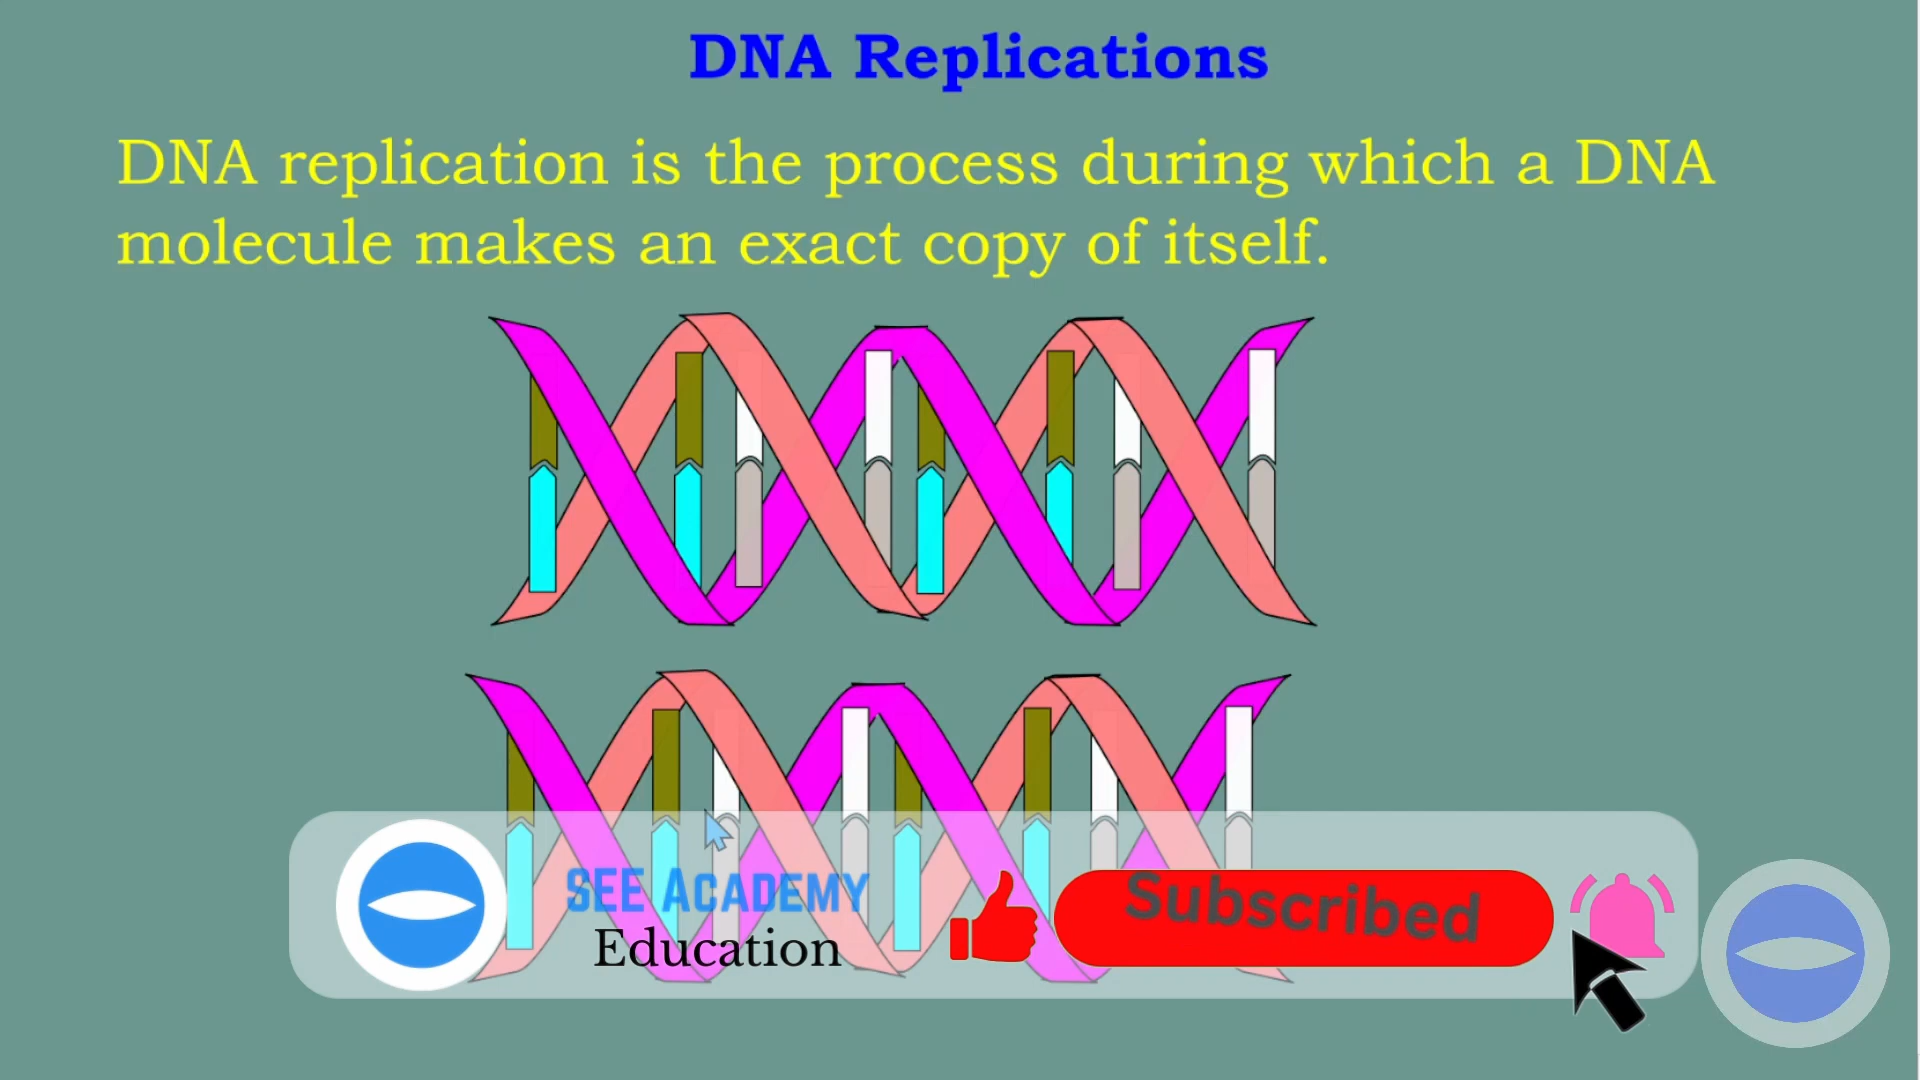 DNA Replications
DNA replication is the process during which a DNA
molecule makes an exact copy of itself.
SEE ACADEMY
Education
Subscribed